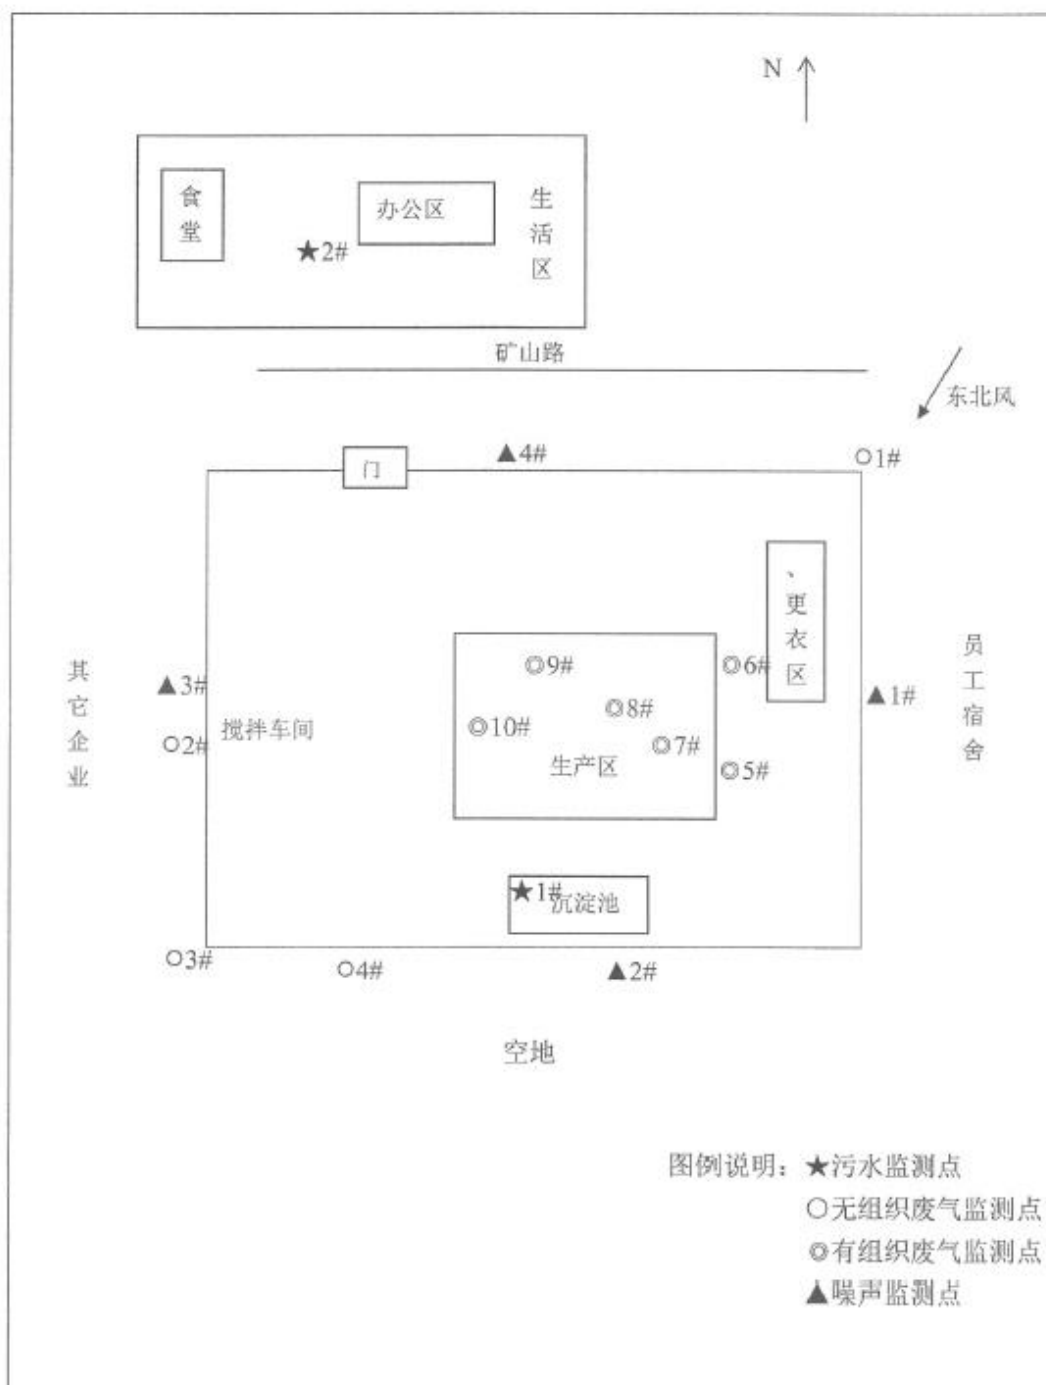 N
食堂
办公区
生活区
★2#
矿山路
东北风
门
▲4#
○1#
、更衣区
员工宿舍
其它企业
◎9#
◎6#
▲3#
▲1#
◎8#
搅拌车间
◎10#
○2#
◎7#
生产区
◎5#
★1#
沉淀池
○3#
○4#
▲2#
空地
图例说明：★污水监测点
○无组织废气监测点
◎有组织废气监测点
▲噪声监测点